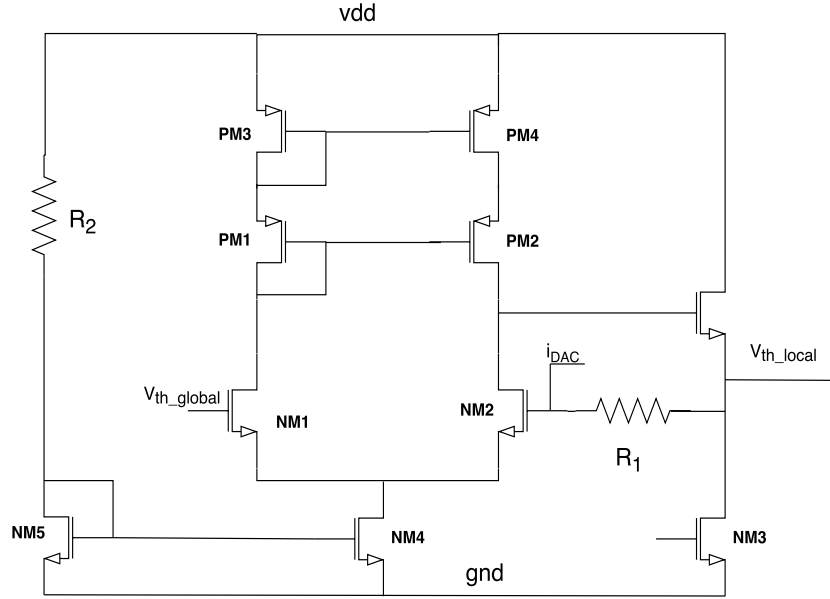 vdd
PM3
PM4
R2
PM1
PM2
iDAC
Vth_local
Vth_global
NM1
NM2
R1
NM5
NM4
NM3
gnd